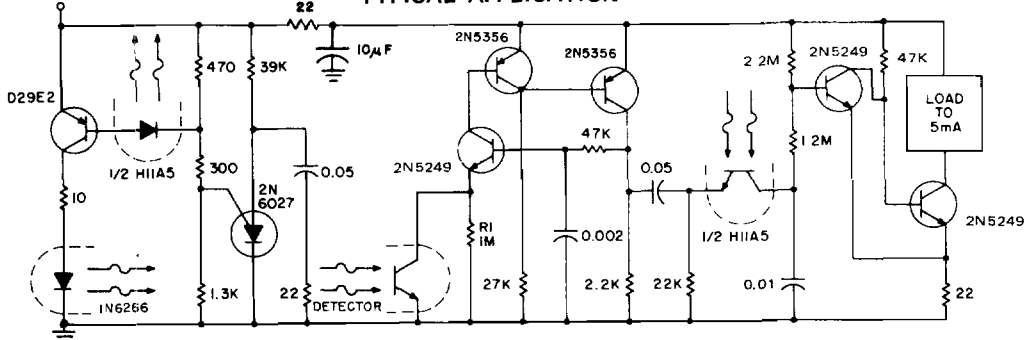 22
10μF
2N5356
2N5356
2.2M
2N5249
47K
470
39K
D29E2
LOAD
TO
5mA
47K
1.2M
1/2 H11A5
300
0.05
2N5249
0.05
10
2N
6027
2N5249
R1
1M
0.002
1/2 H11A5
1N6266
1.3K
22
DETECTOR
27K
2.2K
22K
0.01
22